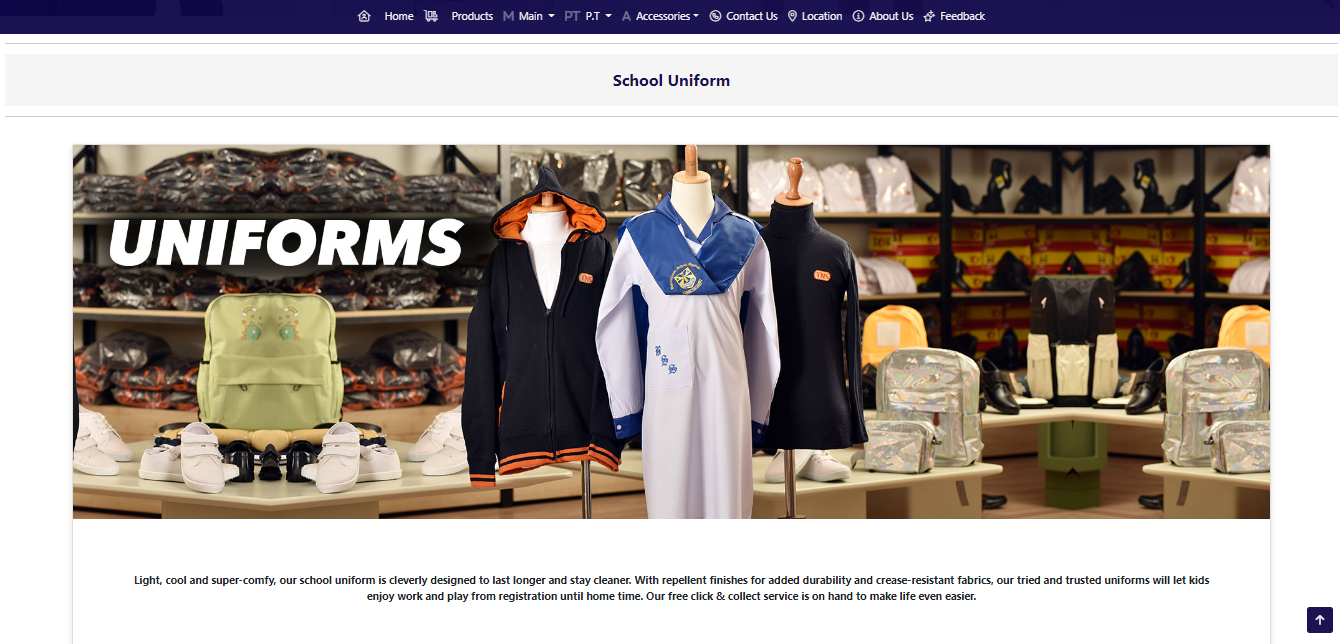 Home Products M Main PT P.T A Accessories Contact Us Location About Us Feedback
School Uniform
UNIFORMS
TNS
TNS
B
S
S
Light, cool and super-comfy, our school uniform is cleverly designed to last longer and stay cleaner. With repellent finishes for added durability and crease-resistant fabrics, our tried and trusted uniforms will let kids
enjoy work and play from registration until home time. Our free click & collect service is on hand to make life even easier.